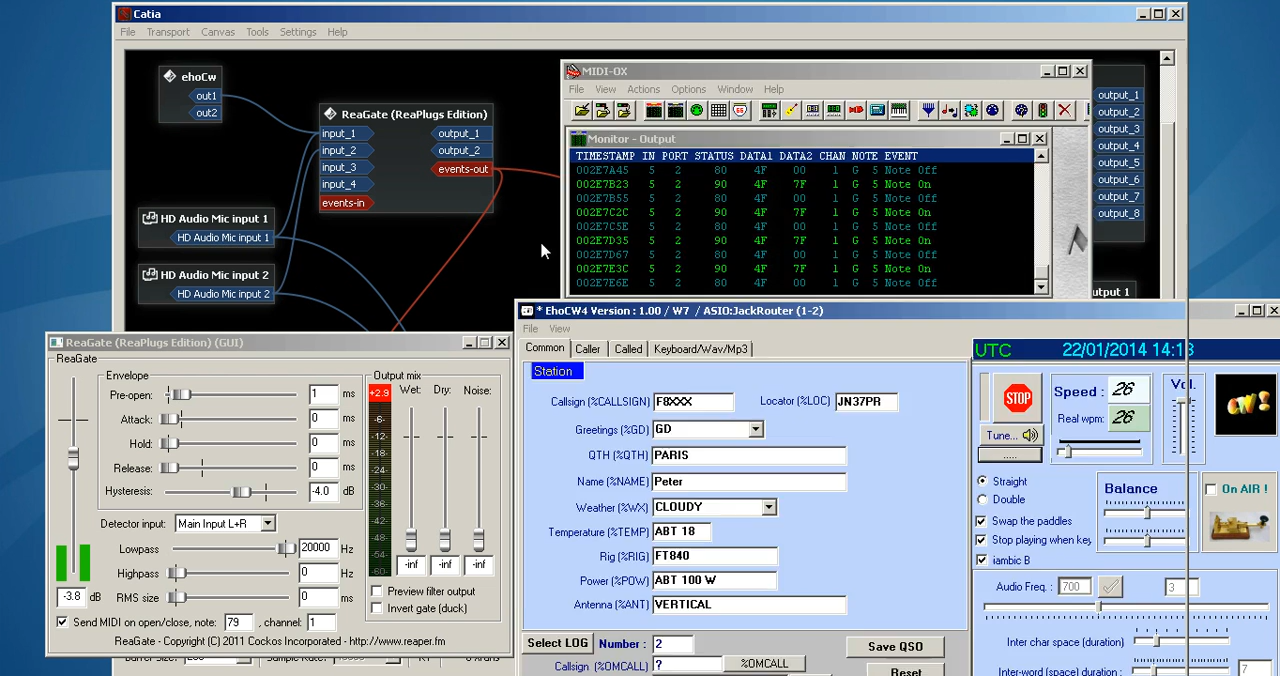 Catia
File Transport Canvas Tools Settings Help
ehoCw
out1
out2
ReaGate (ReaPlugs Edition)
input_1 output_1
input_2 output_2
input_3 events-out
input_4
events-in
HD Audio Mic input 1
HD Audio Mic input 1
HD Audio Mic input 2
HD Audio Mic input 2
output_1
output_2
output_3
output_4
output_5
output_6
output_7
output_8
utput 1
MIDI-OX
File View Actions Options Window Help
Monitor - Output
TIMESTAMP IN PORT STATUS DATA1 DATA2 CHAN NOTE EVENT
002E7A45 5 2 80 4F 00 1 G 5 Note Off
002E7B23 5 2 90 4F 7F 1 G 5 Note On
002E7B55 5 2 80 4F 00 1 G 5 Note Off
002E7C2C 5 2 90 4F 7F 1 G 5 Note On
002E7C5E 5 2 80 4F 00 1 G 5 Note Off
002E7D35 5 2 90 4F 7F 1 G 5 Note On
002E7D67 5 2 80 4F 00 1 G 5 Note Off
002E7E3C 5 2 90 4F 7F 1 G 5 Note On
002E7E6E 5 2 80 4F 00 1 G 5 Note Off
ReaGate (ReaPlugs Edition) (GUI)
ReaGate
Envelope
Pre-open: 1 ms
Attack: 0 ms
Hold: 0 ms
Release: 0 ms
Hysteresis: -4.0 dB
Detector input: Main Input L+R
Lowpass 20000 Hz
Highpass 0 Hz
RMS size 0 ms
-3.8 dB
Output mix
+2.9 Wet: Dry: Noise:
-6-
-12-
-18-
-24-
-30-
-36-
-42-
-48-
-54-
-60-
-inf -inf -inf
Preview filter output
Invert gate (duck)
Send MIDI on open/close, note: 79 , channel: 1
ReaGate - Copyright (C) 2011 Cockos Incorporated - http://www.reaper.fm
* EhoCW4 Version : 1.00 / W7 / ASIO:JackRouter (1-2)
File View
Common Caller Called Keyboard/Wav/Mp3
Station
Callsign (%CALLSIGN) F8XXX Locator (%LOC) JN37PR
Greetings (%GD) GD
QTH (%QTH) PARIS
Name (%NAME) Peter
Weather (%WX) CLOUDY
Temperature (%TEMP) ABT 18
Rig (%RIG) FT840
Power (%POW) ABT 100 W
Antenna (%ANT) VERTICAL
Select LOG Number : 2 Save QSO
Callsign (%OMCALL) ? %OMCALL Reset
UTC 22/01/2014 14:13
STOP
Speed : 26
Real wpm: 26
Vol.
CW!
Tune...
.....
Straight
Double
Swap the paddles
Stop playing when key
iambic B
Balance
On AIR !
Audio Freq. : 700 3
Inter char space (duration)
Inter-word (space) duration : 7